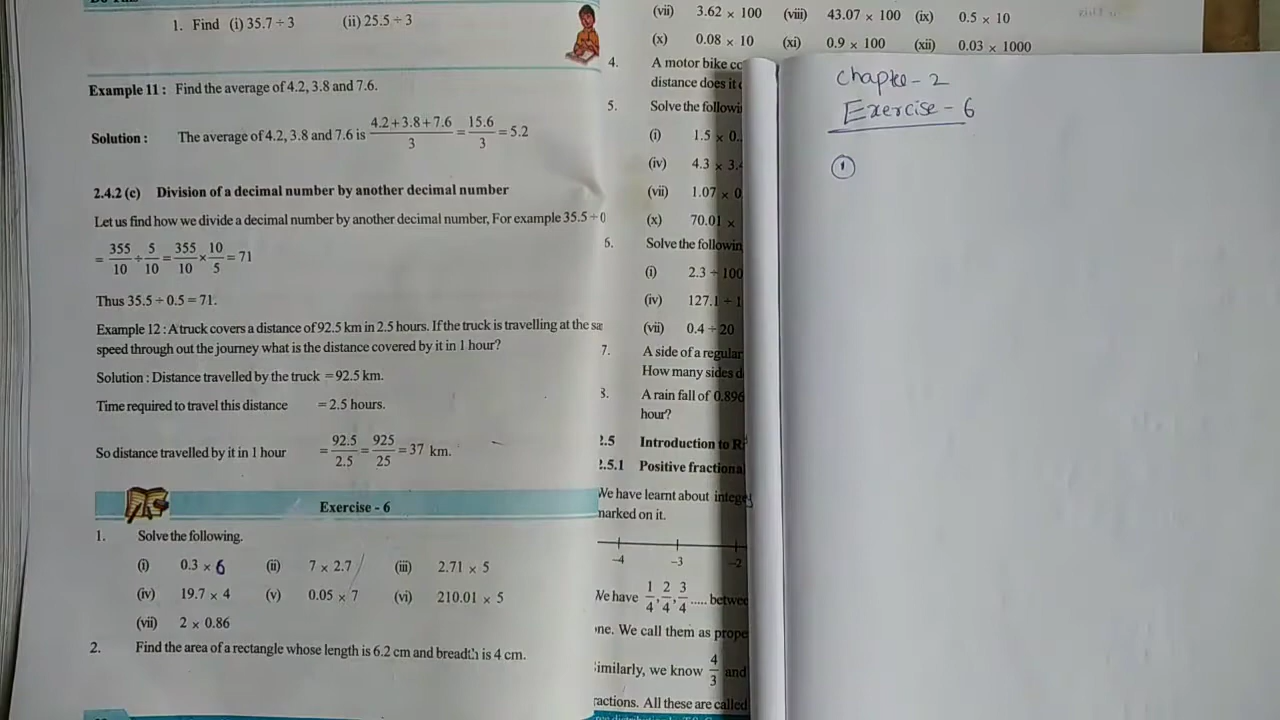 1. Find (i) 35.7 ÷ 3 (ii) 25.5 ÷ 3
Example 11 : Find the average of 4.2, 3.8 and 7.6.
Solution : The average of 4.2, 3.8 and 7.6 is (4.2 + 3.8 + 7.6)/3 = 15.6/3 = 5.2
2.4.2 (c) Division of a decimal number by another decimal number
Let us find how we divide a decimal number by another decimal number, For example 35.5 ÷ 0
= 355/10 ÷ 5/10 = 355/10 × 10/5 = 71
Thus 35.5 ÷ 0.5 = 71.
Example 12 : A truck covers a distance of 92.5 km in 2.5 hours. If the truck is travelling at the
speed through out the journey what is the distance covered by it in 1 hour?
Solution : Distance travelled by the truck = 92.5 km.
Time required to travel this distance = 2.5 hours.
So distance travelled by it in 1 hour = 92.5/2.5 = 925/25 = 37 km.
Exercise - 6
1. Solve the following.
(i) 0.3 × 6 (ii) 7 × 2.7 (iii) 2.71 × 5
(iv) 19.7 × 4 (v) 0.05 × 7 (vi) 210.01 × 5
(vii) 2 × 0.86
2. Find the area of a rectangle whose length is 6.2 cm and breadth is 4 cm.
(vii) 3.62 × 100 (viii) 43.07 × 100 (ix) 0.5 × 10
(x) 0.08 × 10 (xi) 0.9 × 100 (xii) 0.03 × 1000
4. A motor bike
distance does it
5. Solve the
(i) 1.5 × 0.
(iv) 4.3 × 3.
(vii) 1.07 × 0
(x) 70.01 ×
6. Solve the
(i) 2.3 ÷ 100
(iv) 127.1 ÷ 1
(vii) 0.4 ÷ 20
7. A side of a regular
How many sides
A rain fall of 0.896
hour?
2.5 Introduction to
2.5.1 Positive
We have learnt about
marked on it.
-4 -3 -2
We have 1/4, 2/4, 3/4 .....
one. We call them as
Similarly, we know 4/3 and
All these are called
Chapte - 2
Exercise - 6
1